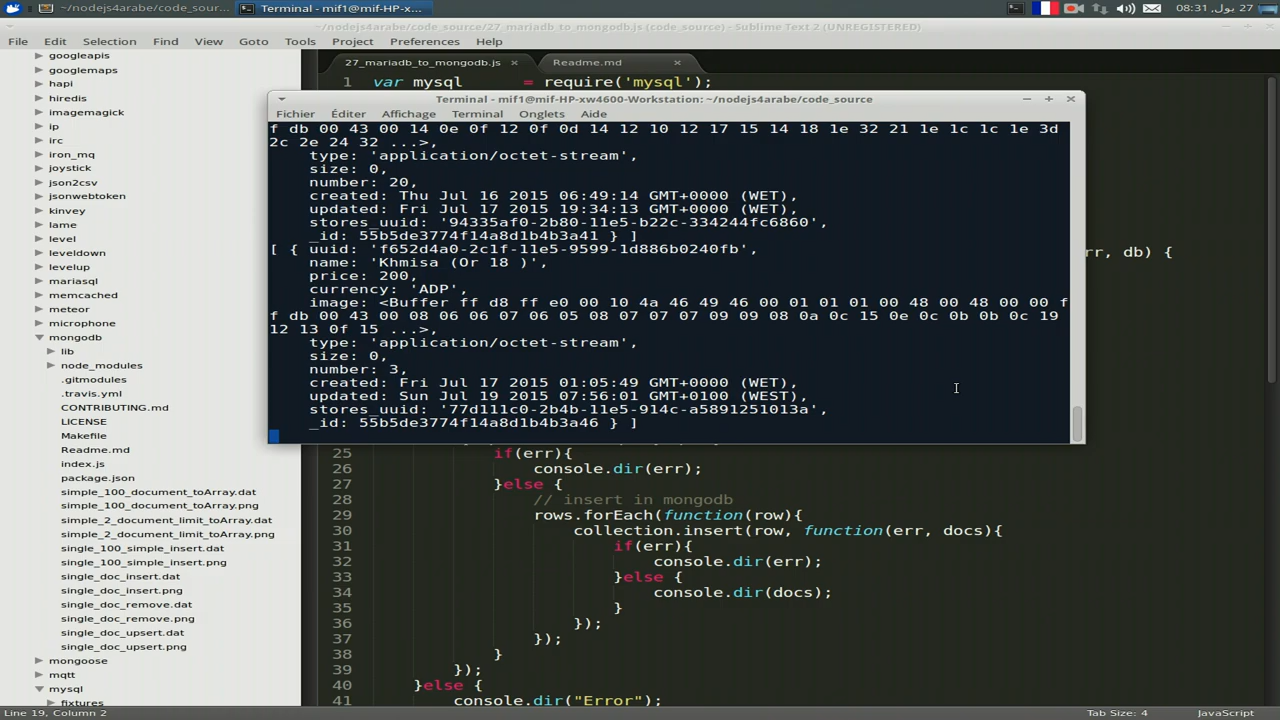 ~/nodejs4arabe/code_sour...
Terminal - mif1@mif-HP-x...
27 يول, 08:31
~/nodejs4arabe/code_source/27_mariadb_to_mongodb.js (code_source) - Sublime Text 2 (UNREGISTERED)
File Edit Selection Find View Goto Tools Project Preferences Help
googleapis
googlemaps
hapi
hiredis
imagemagick
ip
irc
iron_mq
joystick
json2csv
jsonwebtoken
kinvey
lame
level
leveldown
levelup
mariasql
memcached
meteor
microphone
mongodb
lib
node_modules
.gitmodules
.travis.yml
CONTRIBUTING.md
LICENSE
Makefile
Readme.md
index.js
package.json
simple_100_document_toArray.dat
simple_100_document_toArray.png
simple_2_document_limit_toArray.dat
simple_2_document_limit_toArray.png
single_100_simple_insert.dat
single_100_simple_insert.png
single_doc_insert.dat
single_doc_insert.png
single_doc_remove.dat
single_doc_remove.png
single_doc_upsert.dat
single_doc_upsert.png
mongoose
mqtt
mysql
fixtures
27_mariadb_to_mongodb.js × Readme.md ×
1 var mysql = require('mysql');
Terminal - mif1@mif-HP-xw4600-Workstation: ~/nodejs4arabe/code_source
Fichier Éditer Affichage Terminal Onglets Aide
f db 00 43 00 14 0e 0f 12 0f 0d 14 12 10 12 17 15 14 18 1e 32 21 1e 1c 1c 1e 3d
2c 2e 24 32 ...>,
type: 'application/octet-stream',
size: 0,
number: 20,
created: Thu Jul 16 2015 06:49:14 GMT+0000 (WET),
updated: Fri Jul 17 2015 19:34:13 GMT+0000 (WET),
stores_uuid: '94335af0-2b80-11e5-b22c-334244fc6860',
_id: 55b5de3774f14a8d1b4b3a41 } ]
[ { uuid: 'f652d4a0-2c1f-11e5-9599-1d886b0240fb',
name: 'Khmisa (Or 18 )',
price: 200,
currency: 'ADP',
image: <Buffer ff d8 ff e0 00 10 4a 46 49 46 00 01 01 01 00 48 00 48 00 00 f
f db 00 43 00 08 06 06 07 06 05 08 07 07 07 09 09 08 0a 0c 15 0e 0c 0b 0b 0c 19
12 13 0f 15 ...>,
type: 'application/octet-stream',
size: 0,
number: 3,
created: Fri Jul 17 2015 01:05:49 GMT+0000 (WET),
updated: Sun Jul 19 2015 07:56:01 GMT+0100 (WEST),
stores_uuid: '77d111c0-2b4b-11e5-914c-a5891251013a',
_id: 55b5de3774f14a8d1b4b3a46 } ]
rr, db) {
25 if(err){
26 console.dir(err);
27 }else {
28 // insert in mongodb
29 rows.forEach(function(row){
30 collection.insert(row, function(err, docs){
31 if(err){
32 console.dir(err);
33 }else {
34 console.dir(docs);
35 }
36 });
37 });
38 }
39 });
40 }else {
41 console.dir("Error");
Line 19, Column 2 Tab Size: 4 JavaScript